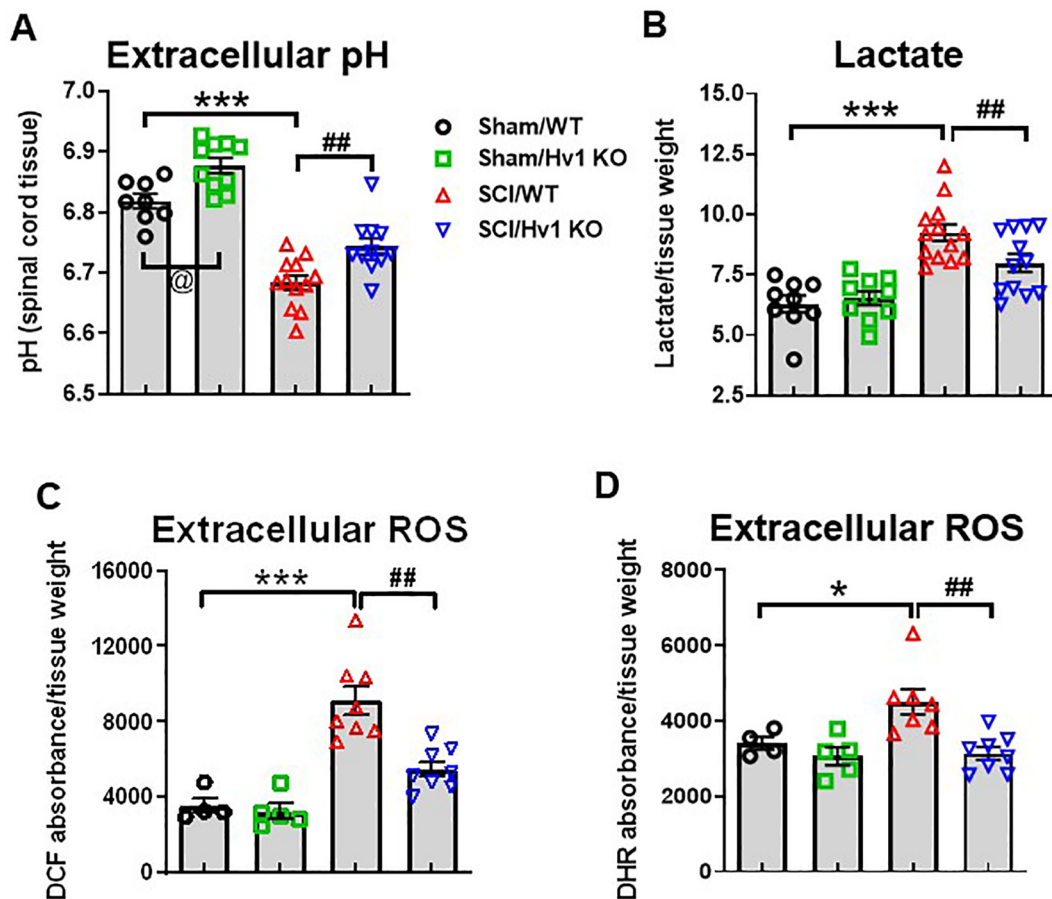 A
Extracellular pH
pH (spinal cord tissue)
7.0
6.9
6.8
6.7
6.6
6.5
***
##
@
Sham/WT
Sham/Hv1 KO
SCI/WT
SCI/Hv1 KO
B
Lactate
Lactate/tissue weight
15.0
12.5
10.0
7.5
5.0
2.5
***
##
C
Extracellular ROS
DCF absorbance/tissue weight
16000
12000
8000
4000
0
***
##
D
Extracellular ROS
DHR absorbance/tissue weight
8000
6000
4000
2000
0
*
##